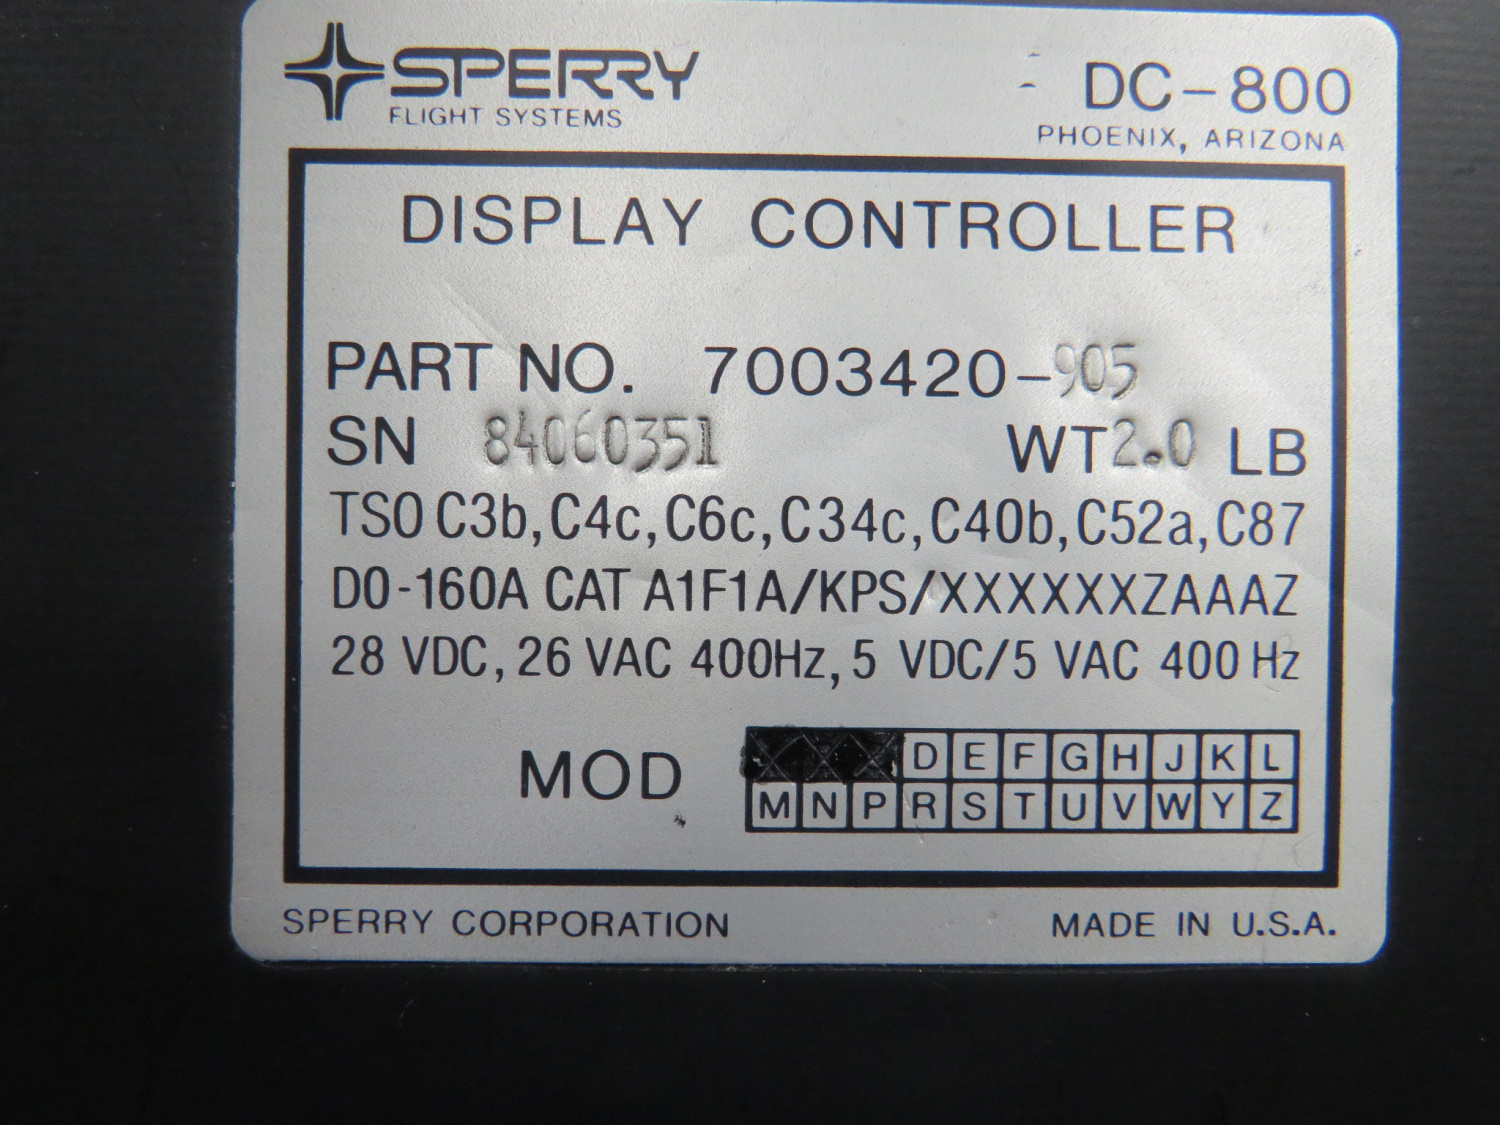 SPERRY
FLIGHT SYSTEMS
DC-800
PHOENIX, ARIZONA
DISPLAY CONTROLLER
PART NO. 7003420-905
SN 84060351 WT 2.0 LB
TSO C3b, C4c, C6c, C34c, C40b, C52a, C87
DO-160A CAT A1F1A/KPS/XXXXXXZAAAZ
28 VDC, 26 VAC 400Hz, 5 VDC/5 VAC 400 Hz
MOD
D E F G H J K L
M N P R S T U V W Y Z
SPERRY CORPORATION MADE IN U.S.A.